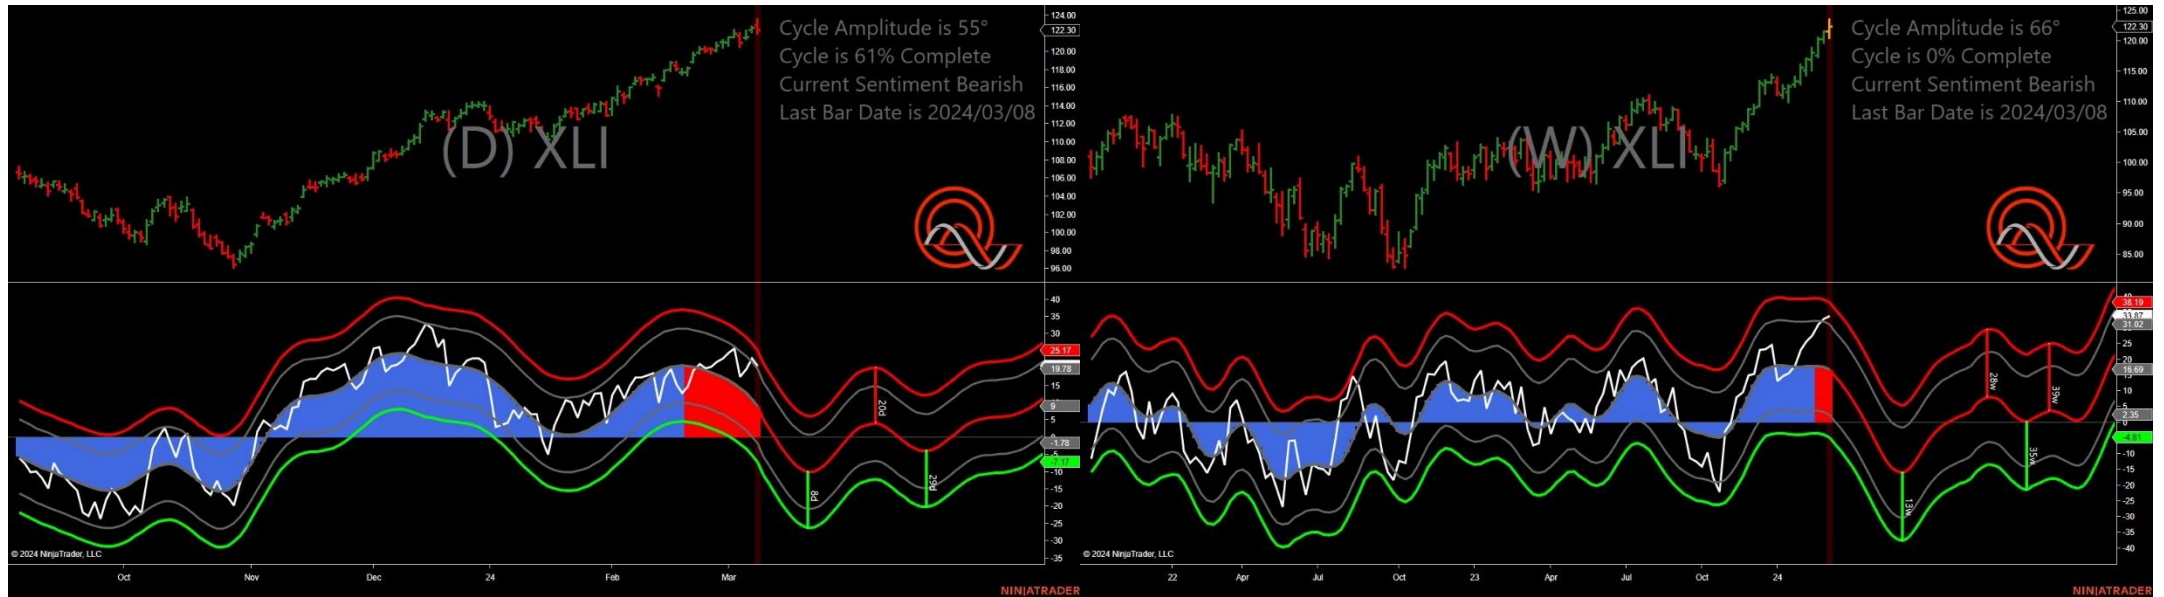 Cycle Amplitude is 55°
Cycle is 61% Complete
Current Sentiment Bearish
Last Bar Date is 2024/03/08
(D) XLI
124.00
122.30
120.00
118.00
116.00
114.00
112.00
110.00
108.00
106.00
104.00
102.00
100.00
98.00
96.00
40
35
30
25.17
19.78
15
9
5
0
-1.78
-5
-7.17
-10
-15
-20
-25
-30
-35
20d
8d
29d
© 2024 NinjaTrader, LLC
Oct
Nov
Dec
24
Feb
Mar
NINJATRADER
Cycle Amplitude is 66°
Cycle is 0% Complete
Current Sentiment Bearish
Last Bar Date is 2024/03/08
(W) XLI
125.00
122.30
120.00
115.00
110.00
105.00
100.00
95.00
90.00
85.00
38.19
33.87
31.02
25
20
16.69
10
5
2.35
0
-4.81
-10
-15
-20
-25
-30
-35
-40
28w
39w
35w
13w
© 2024 NinjaTrader, LLC
22
Apr
Jul
Oct
23
Apr
Jul
Oct
24
NINJATRADER